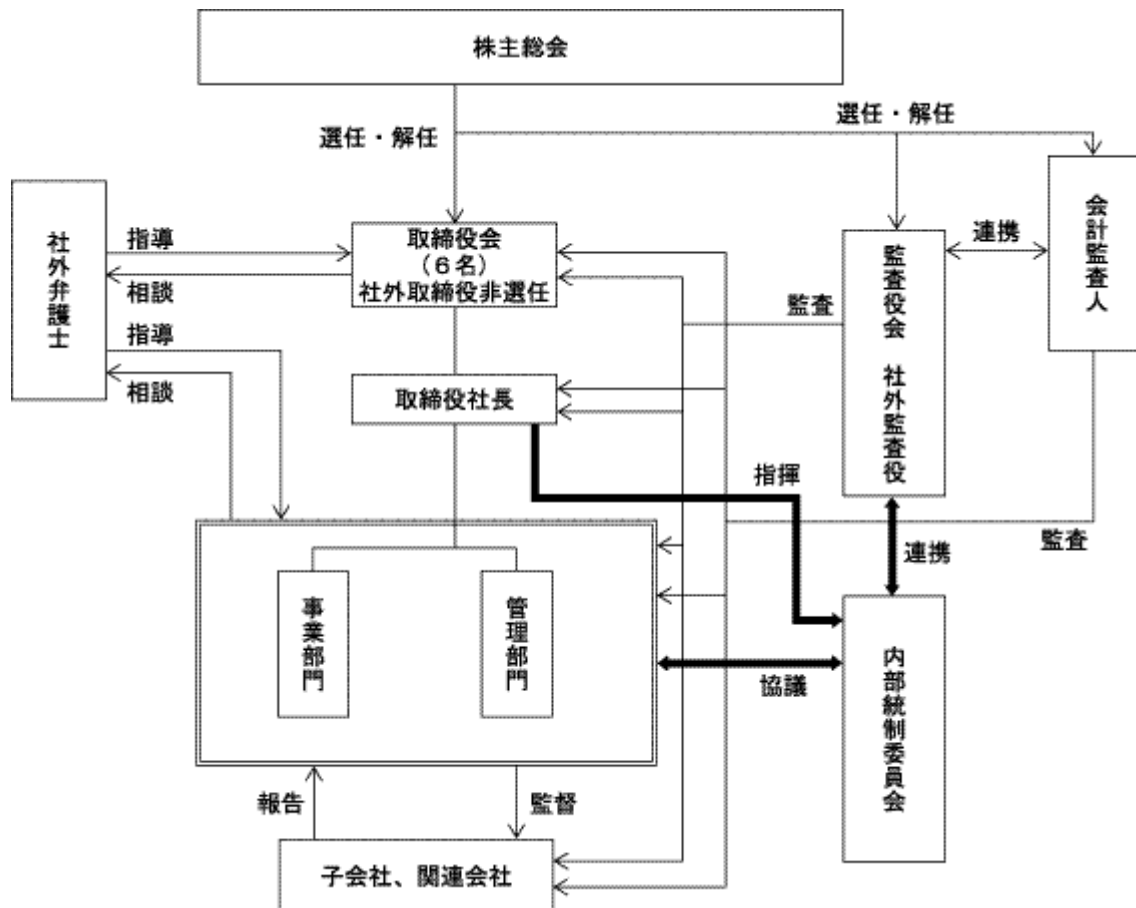 株主総会
選任・解任
選任・解任
社外弁護士
指導
相談
指導
相談
取締役会
（６名）
社外取締役非選任
連携
会計監査人
監査役会　社外監査役
監査
取締役社長
指揮
監査
連携
事業部門
管理部門
協議
内部統制委員会
報告
監督
子会社、関連会社